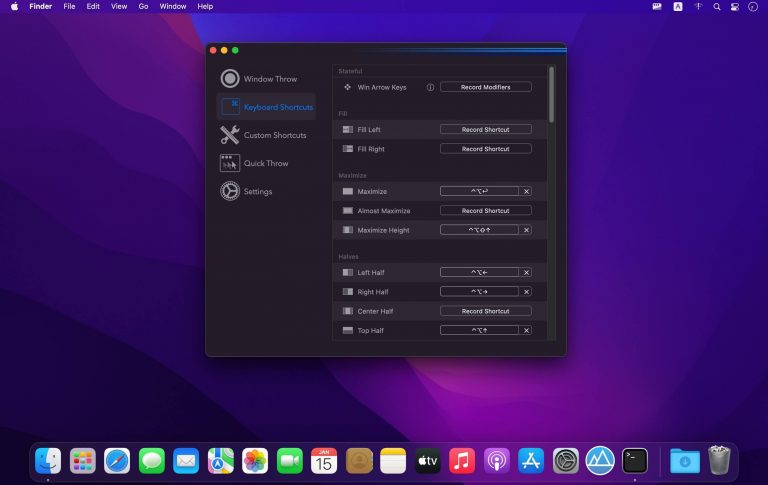 Finder File Edit View Go Window Help A
Window Throw
Keyboard Shortcuts
Custom Shortcuts
Quick Throw
Settings
Stateful
Win Arrow Keys Record Modifiers
Fill
Fill Left Record Shortcut
Fill Right Record Shortcut
Maximize
Maximize ^⌥↩ ×
Almost Maximize Record Shortcut
Maximize Height ^⌥⇧↑ ×
Halves
Left Half ^⌥← ×
Right Half ^⌥→ ×
Center Half Record Shortcut
Top Half ^⌥↑ ×
JAN
15
tv
>_